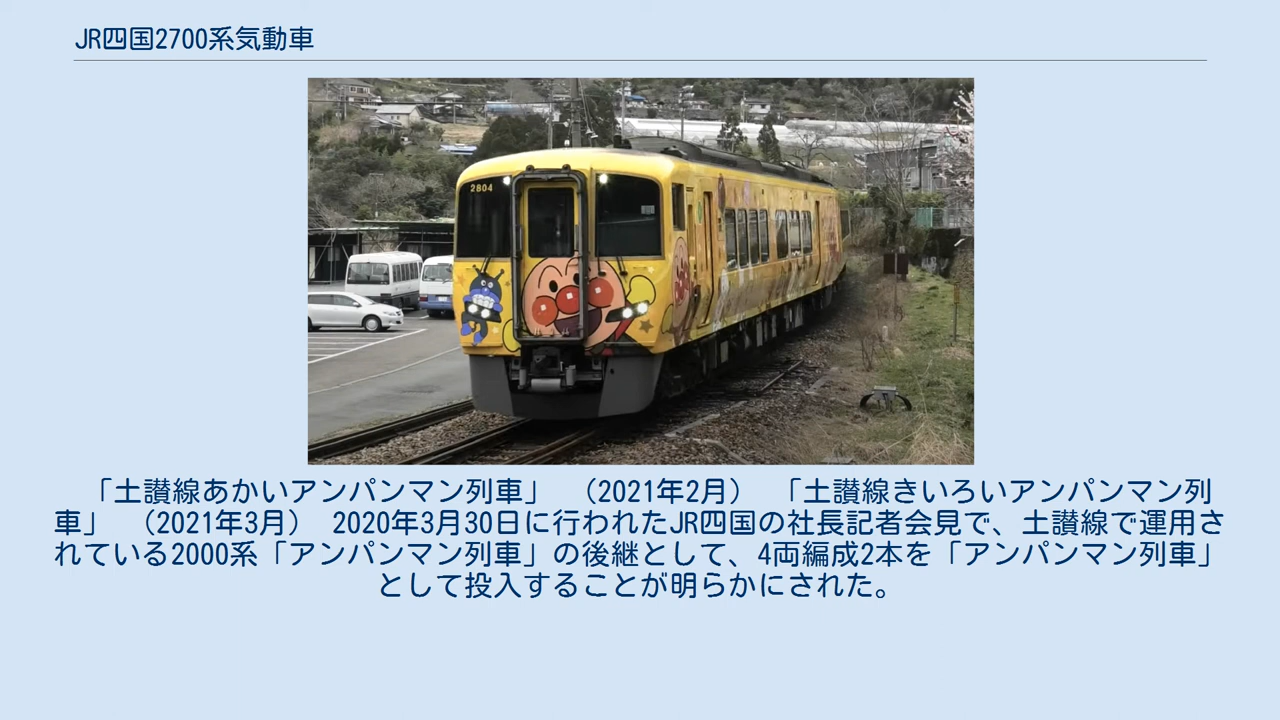 JR四国2700系気動車
2804
「土讃線あかいアンパンマン列車」 （2021年2月） 「土讃線きいろいアンパンマン列
車」 （2021年3月） 2020年3月30日に行われたJR四国の社長記者会見で、土讃線で運用さ
れている2000系「アンパンマン列車」の後継として、4両編成2本を「アンパンマン列車」
として投入することが明らかにされた。